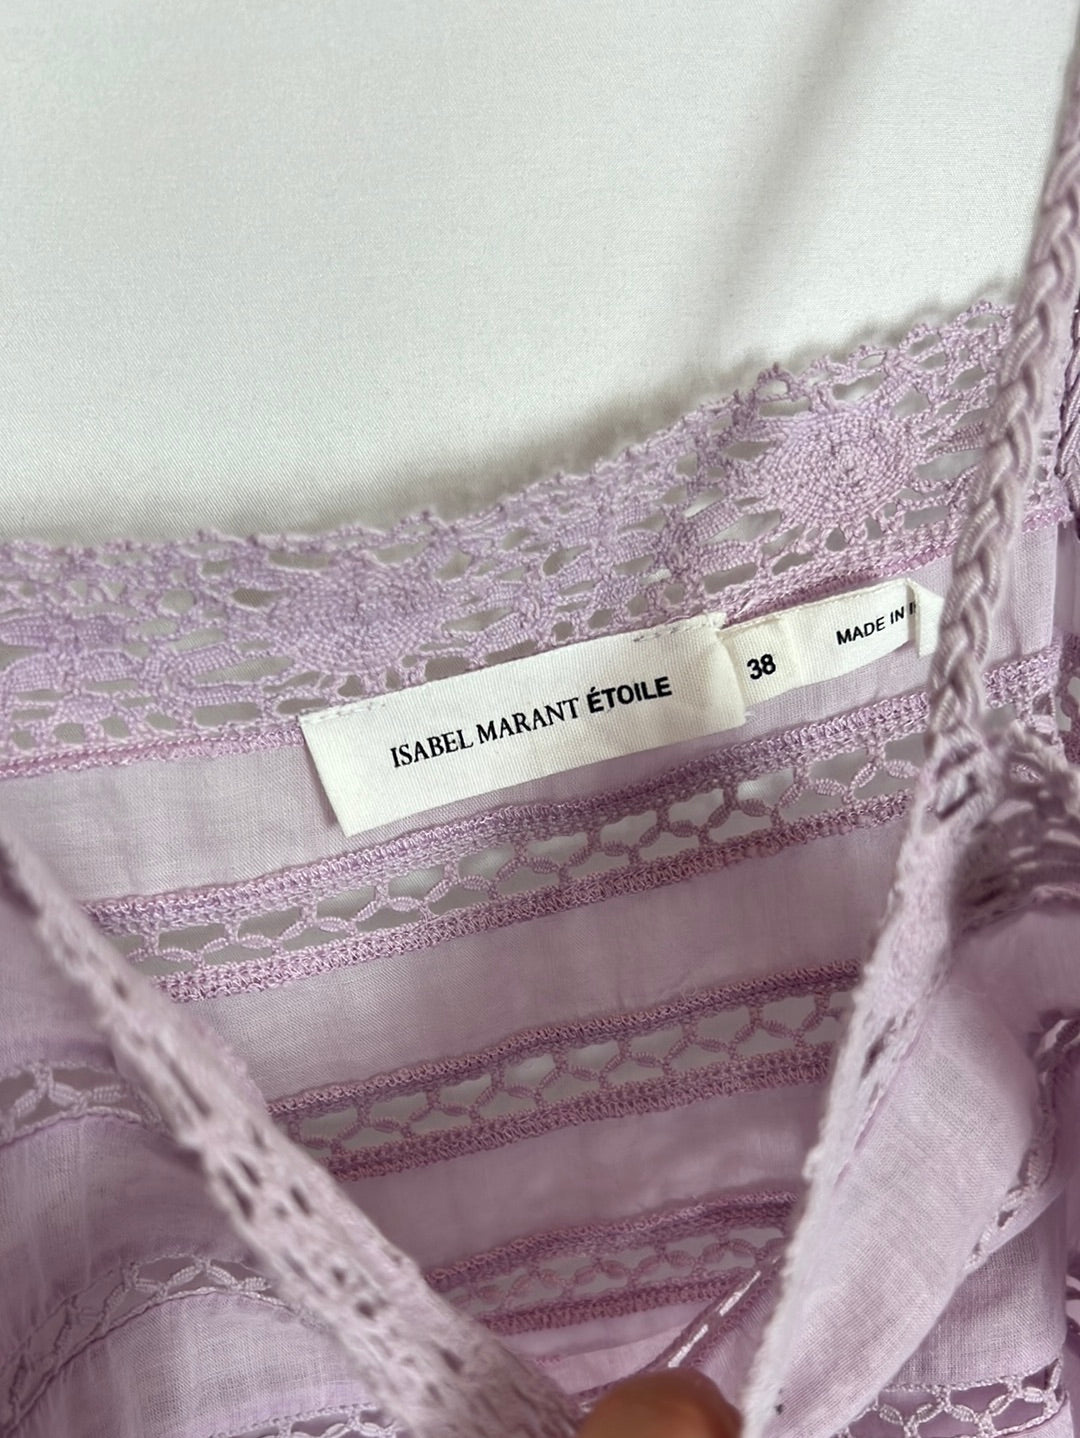 ISABEL MARANT ÉTOILE
38
MADE IN